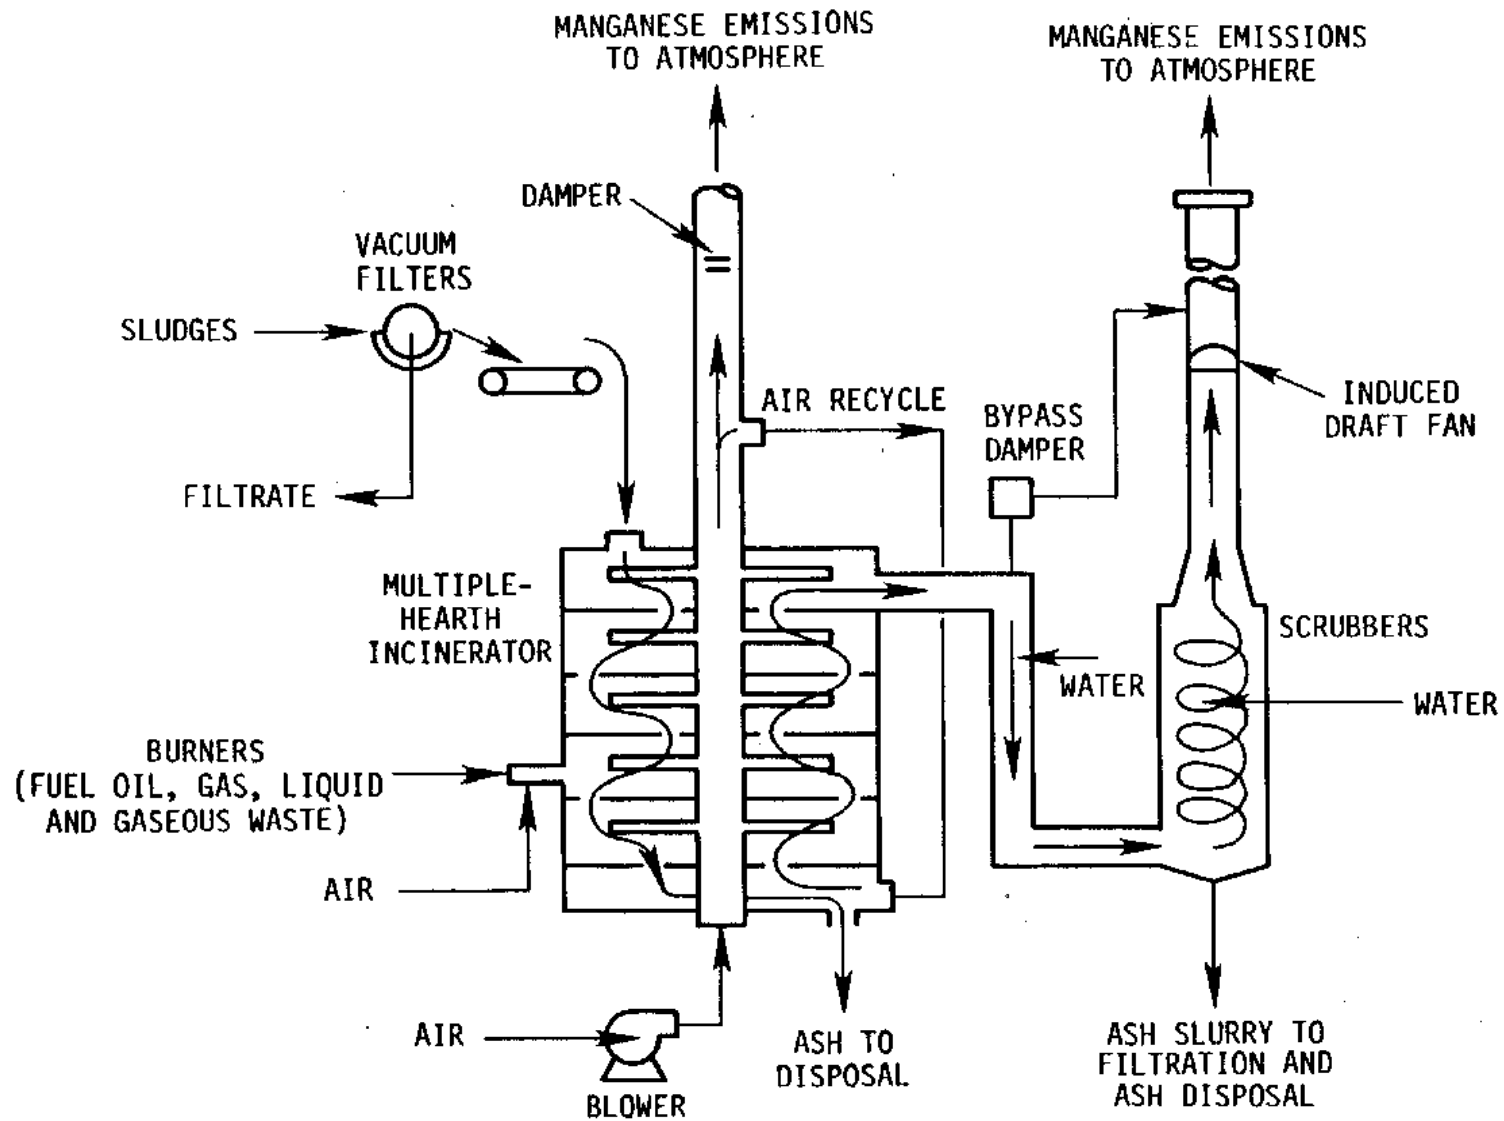 MANGANESE EMISSIONS
TO ATMOSPHERE
MANGANESE EMISSIONS
TO ATMOSPHERE
DAMPER
VACUUM
FILTERS
SLUDGES
FILTRATE
AIR RECYCLE
BYPASS
DAMPER
INDUCED
DRAFT FAN
MULTIPLE-
HEARTH
INCINERATOR
SCRUBBERS
WATER
WATER
BURNERS
(FUEL OIL, GAS, LIQUID
AND GASEOUS WASTE)
AIR
AIR
BLOWER
ASH TO
DISPOSAL
ASH SLURRY TO
FILTRATION AND
ASH DISPOSAL